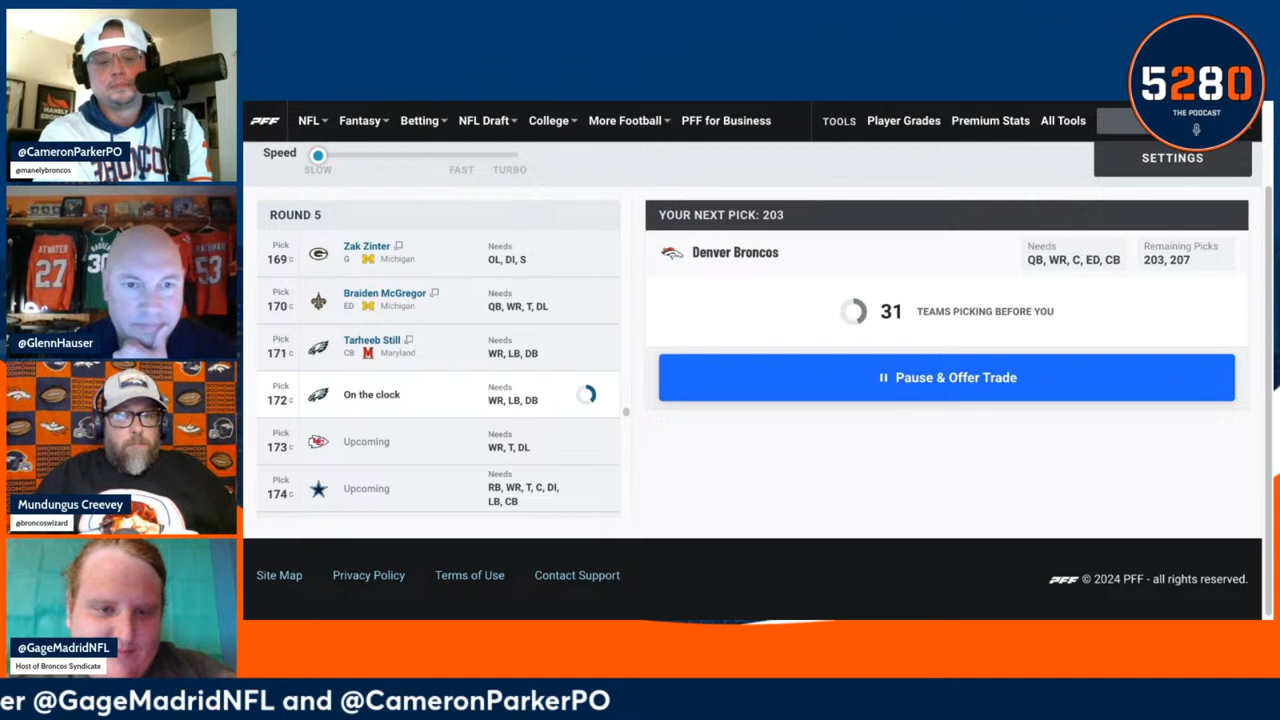 @CameronParkerPO
@manelybroncos
ATWATER
27
30
53
@GlennHauser
Mundungus Creevey
@broncoswizard
@GageMadridNFL
Host of Broncos Syndicate
5280
THE PODCAST
PFF
NFL
Fantasy
Betting
NFL Draft
College
More Football
PFF for Business
TOOLS
Player Grades
Premium Stats
All Tools
Speed
SLOW
FAST
TURBO
SETTINGS
ROUND 5
Pick
169 c
Zak Zinter
G Michigan
Needs
OL, DI, S
Pick
170 c
Braiden McGregor
ED Michigan
Needs
QB, WR, T, DL
Pick
171 c
Tarheeb Still
CB Maryland
Needs
WR, LB, DB
Pick
172 c
On the clock
Needs
WR, LB, DB
Pick
173 c
Upcoming
Needs
WR, T, DL
Pick
174 c
Upcoming
Needs
RB, WR, T, C, DI,
LB, CB
YOUR NEXT PICK: 203
Denver Broncos
Needs
QB, WR, C, ED, CB
Remaining Picks
203, 207
31 TEAMS PICKING BEFORE YOU
Pause & Offer Trade
Site Map
Privacy Policy
Terms of Use
Contact Support
PFF © 2024 PFF - all rights reserved.
er @GageMadridNFL and @CameronParkerPO